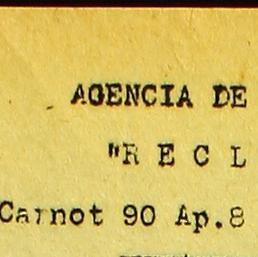 AGENCIA DE
"R E C L
Carnot 90 Ap.8